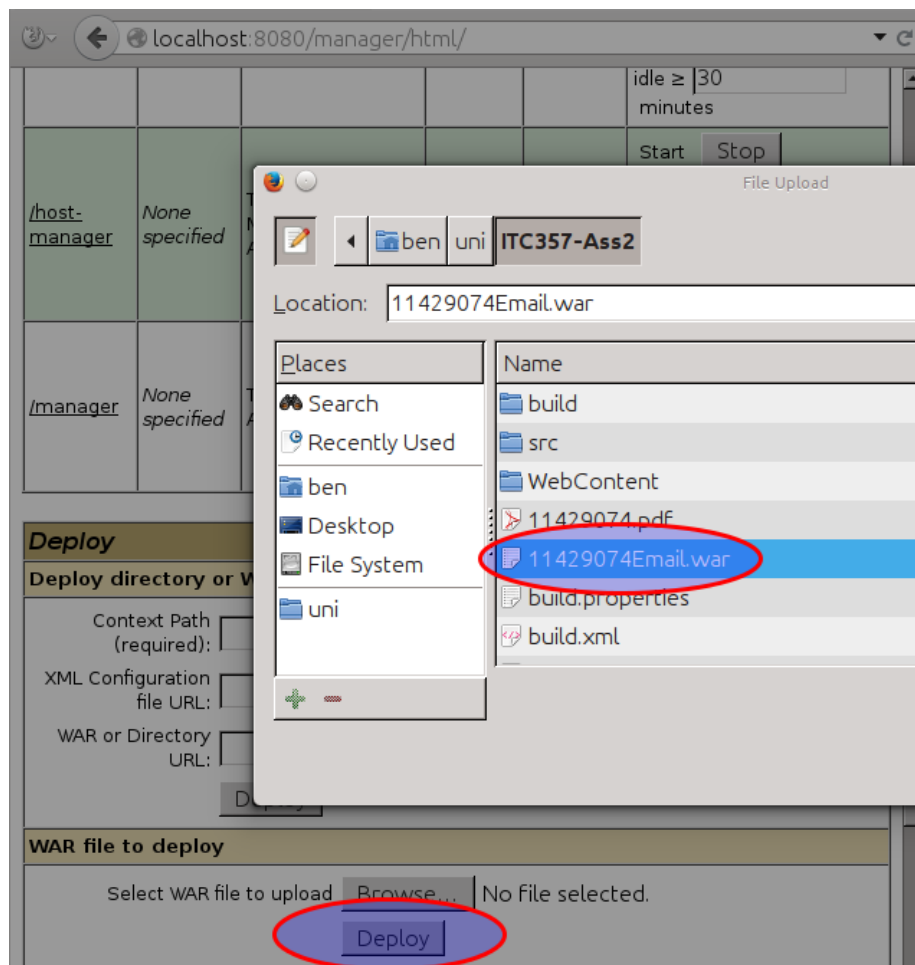 localhost:8080/manager/html/
idle ≥ 30
minutes
Start Stop
/host-
manager
None
specified
/manager
None
specified
File Upload
ben uni ITC357-Ass2
Location: 11429074Email.war
Places
Search
Recently Used
ben
Desktop
File System
uni
Name
build
src
WebContent
11429074.pdf
11429074Email.war
build.properties
build.xml
Deploy
Deploy directory or
Context Path
(required):
XML Configuration
file URL:
WAR or Directory
URL:
WAR file to deploy
Select WAR file to upload Browse... No file selected.
Deploy